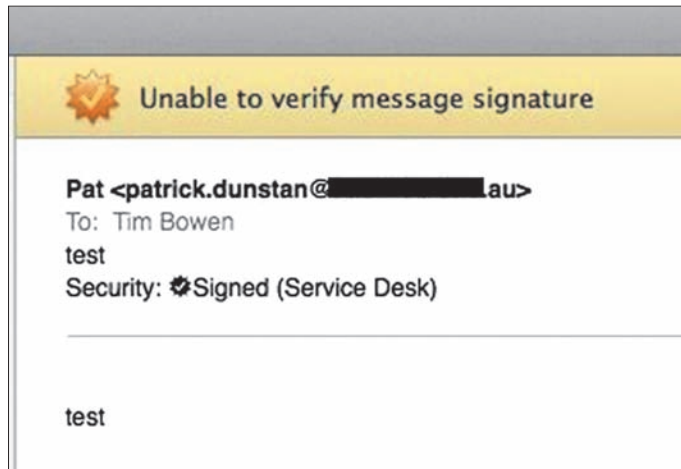 Unable to verify message signature
Pat <patrick.dunstan@ .au>
To: Tim Bowen
test
Security: Signed (Service Desk)
test